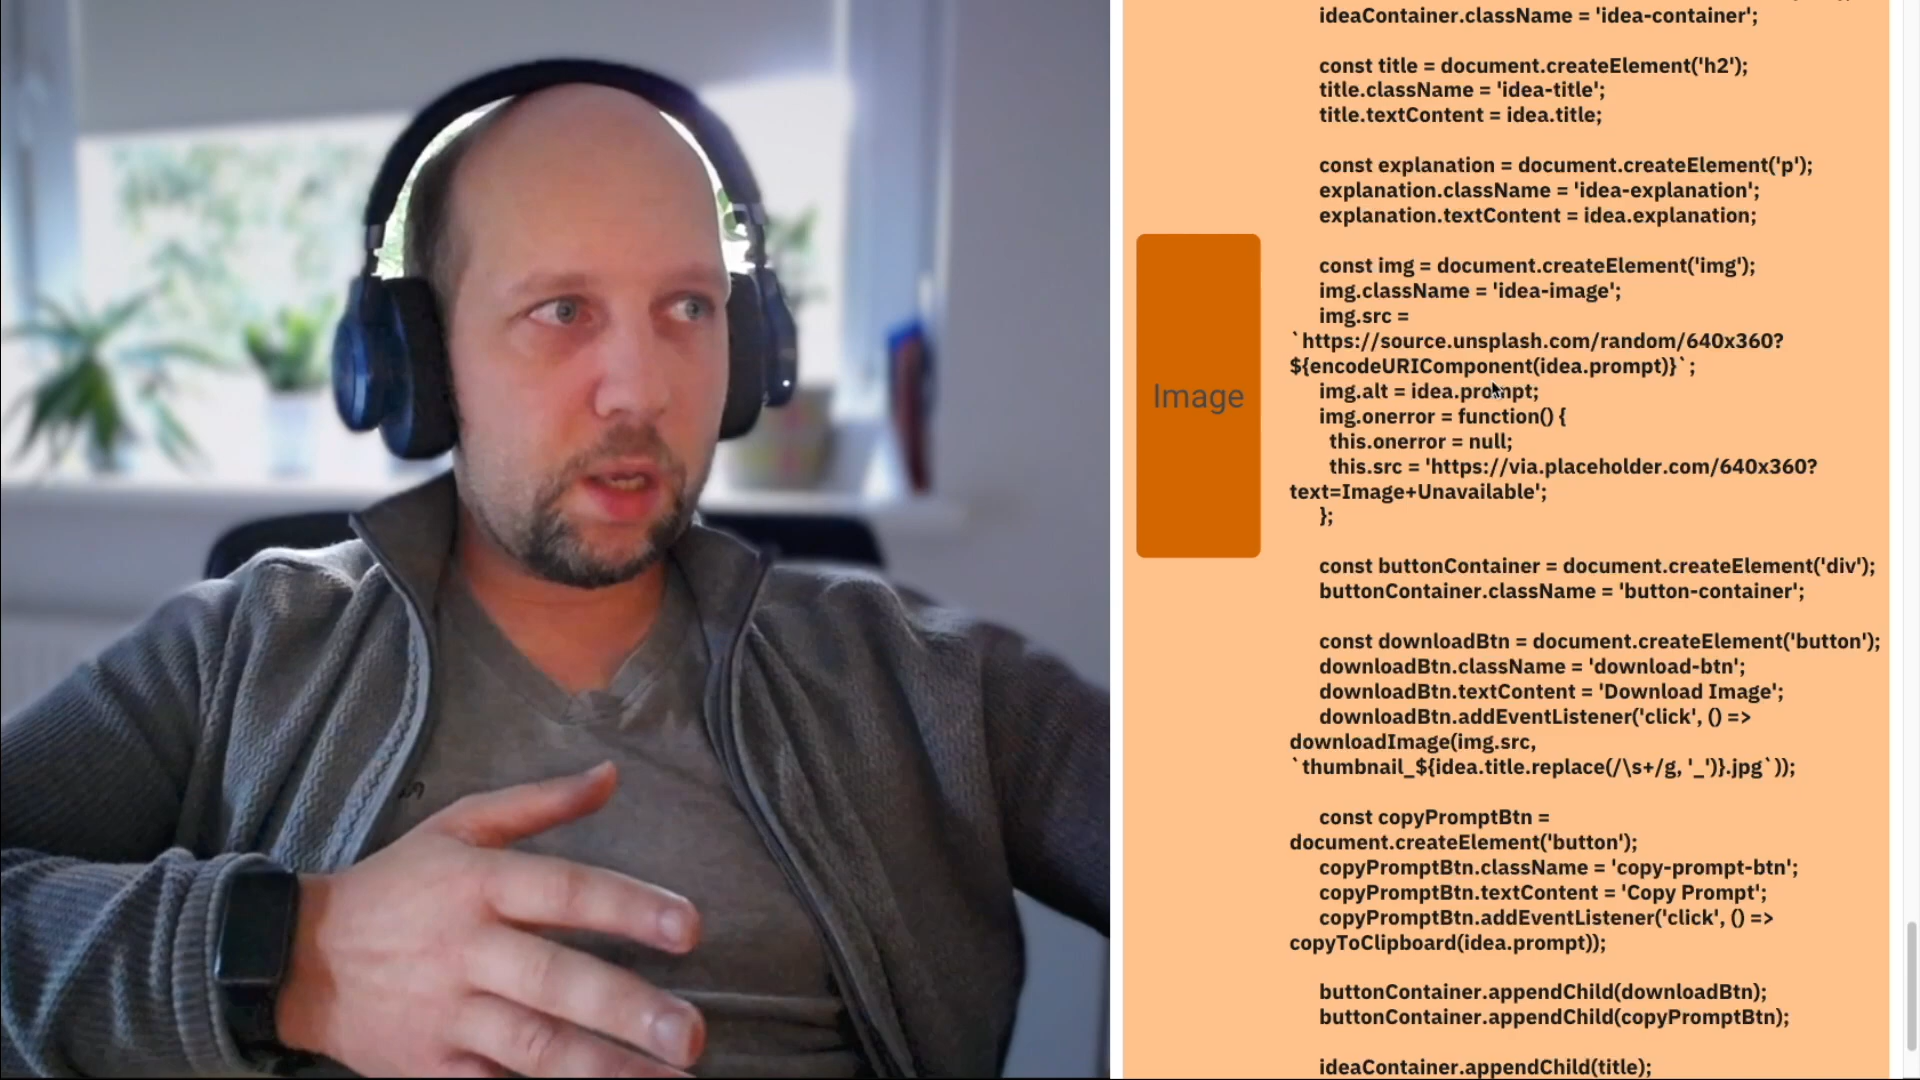 ideaContainer.className = 'idea-container';
const title = document.createElement('h2');
title.className = 'idea-title';
title.textContent = idea.title;
const explanation = document.createElement('p');
explanation.className = 'idea-explanation';
explanation.textContent = idea.explanation;
Image
const img = document.createElement('img');
img.className = 'idea-image';
img.src =
`https://source.unsplash.com/random/640x360?
${encodeURIComponent(idea.prompt)}`;
img.alt = idea.prompt;
img.onerror = function() {
this.onerror = null;
this.src = 'https://via.placeholder.com/640x360?
text=Image+Unavailable';
};
const buttonContainer = document.createElement('div');
buttonContainer.className = 'button-container';
const downloadBtn = document.createElement('button');
downloadBtn.className = 'download-btn';
downloadBtn.textContent = 'Download Image';
downloadBtn.addEventListener('click', () =>
downloadImage(img.src,
`thumbnail_${idea.title.replace(/\s+/g, '_')}.jpg`));
const copyPromptBtn =
document.createElement('button');
copyPromptBtn.className = 'copy-prompt-btn';
copyPromptBtn.textContent = 'Copy Prompt';
copyPromptBtn.addEventListener('click', () =>
copyToClipboard(idea.prompt));
buttonContainer.appendChild(downloadBtn);
buttonContainer.appendChild(copyPromptBtn);
ideaContainer.appendChild(title);